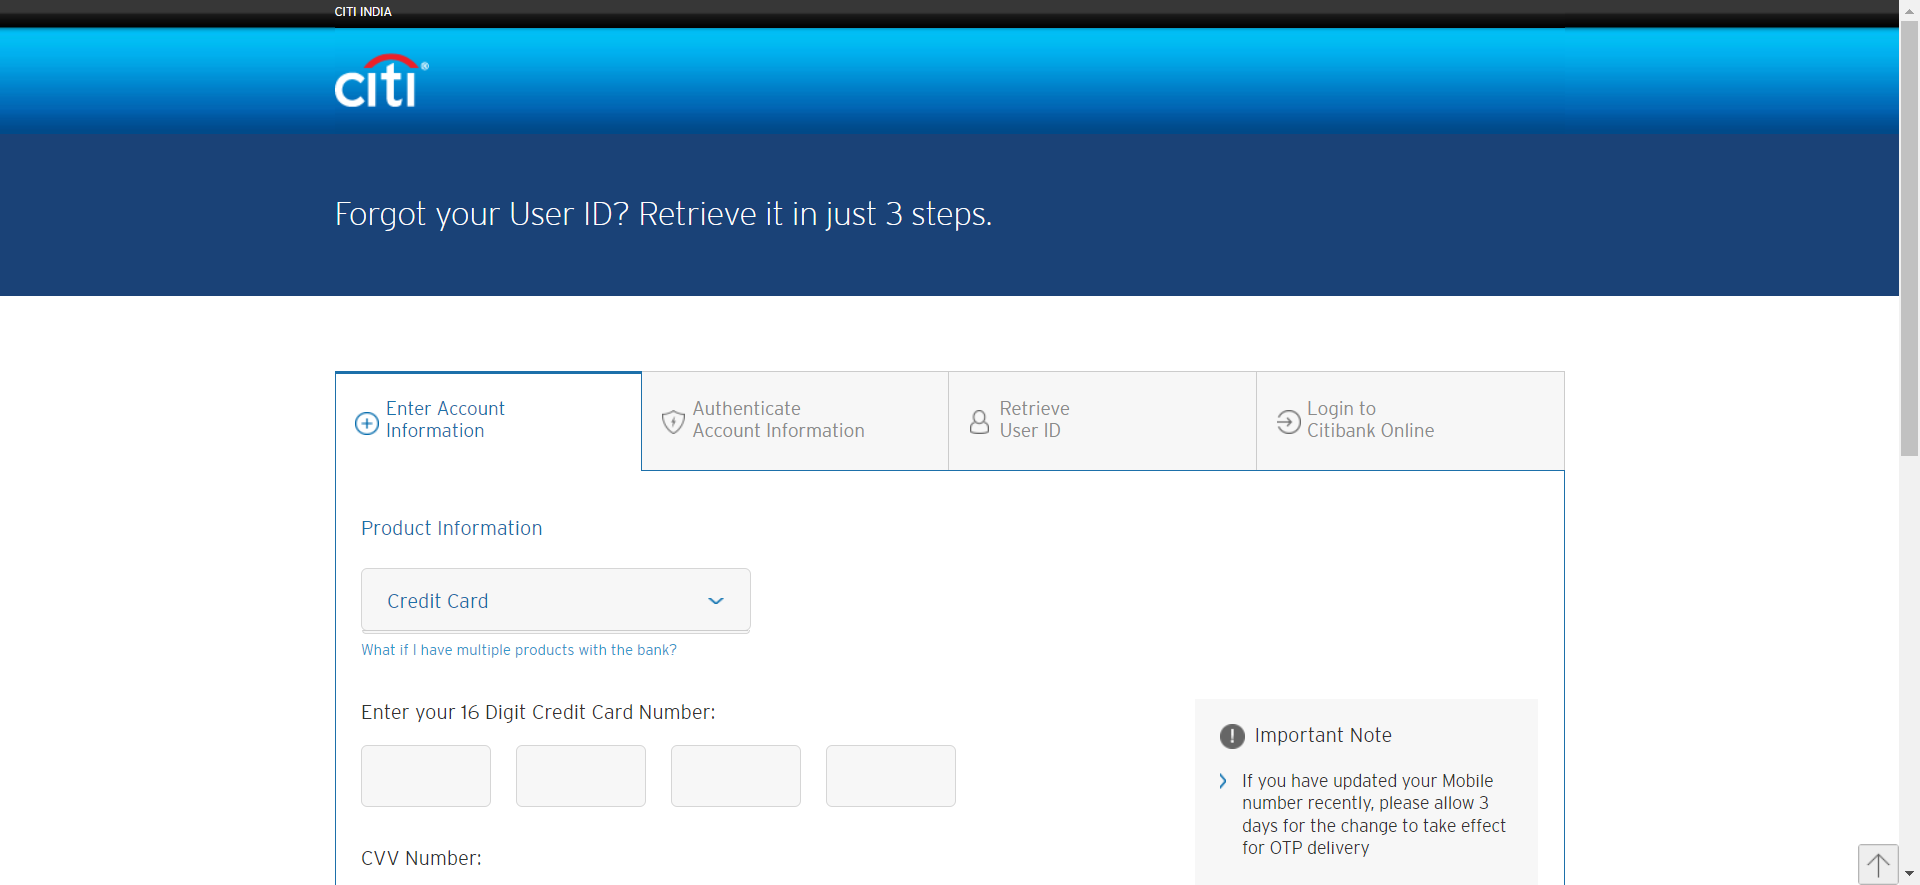 CITI INDIA
citi®
Forgot your User ID? Retrieve it in just 3 steps.
Enter Account
Information
Authenticate
Account Information
Retrieve
User ID
Login to
Citibank Online
Product Information
Credit Card
What if I have multiple products with the bank?
Enter your 16 Digit Credit Card Number:
Important Note
If you have updated your Mobile
number recently, please allow 3
days for the change to take effect
for OTP delivery
CVV Number: